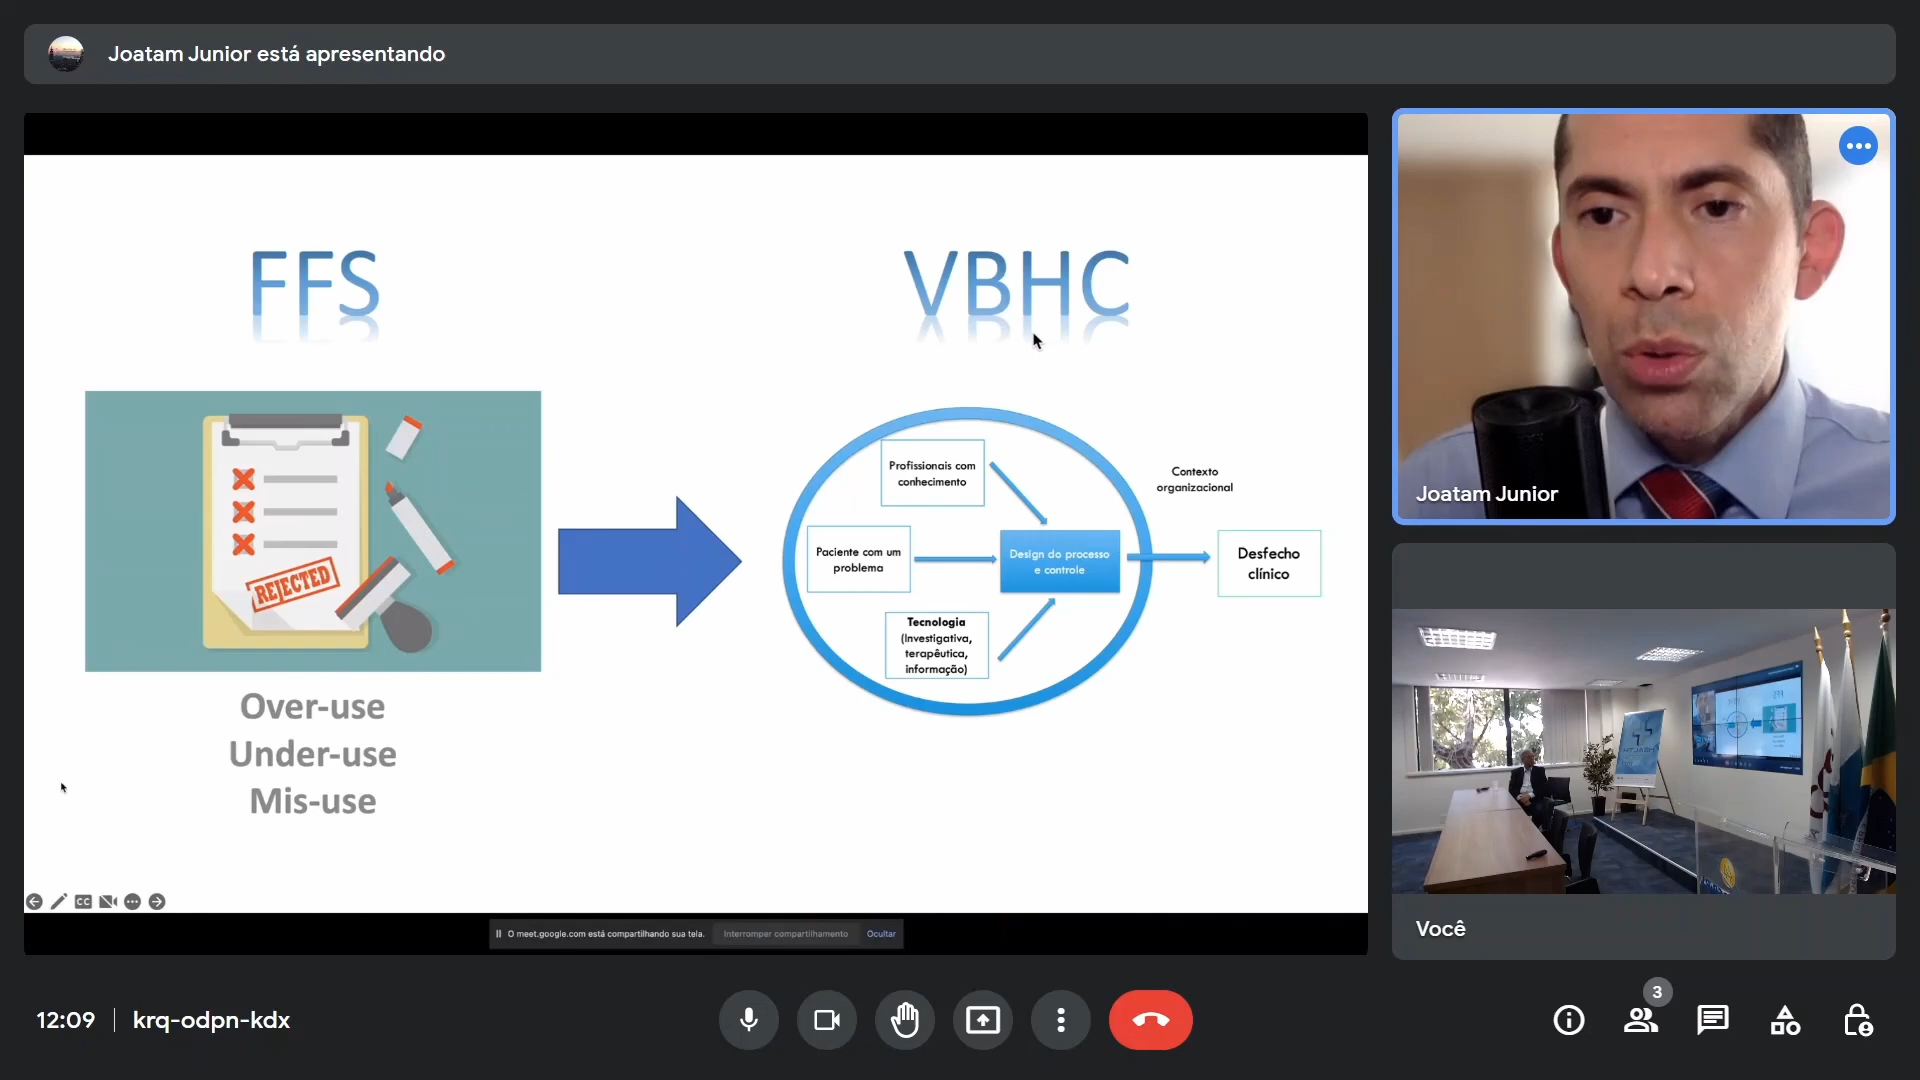 Joatam Junior está apresentando
FFS
VBHC
REJECTED
Over-use
Under-use
Mis-use
Profissionais com
conhecimento
Paciente com um
problema
Tecnologia
(Investigativa,
terapêutica,
informação)
Design do processo
e controle
Contexto
organizacional
Desfecho
clínico
CC
O meet.google.com está compartilhando sua tela.
Interromper compartilhamento
Ocultar
Joatam Junior
Você
12:09
krq-odpn-kdx
3